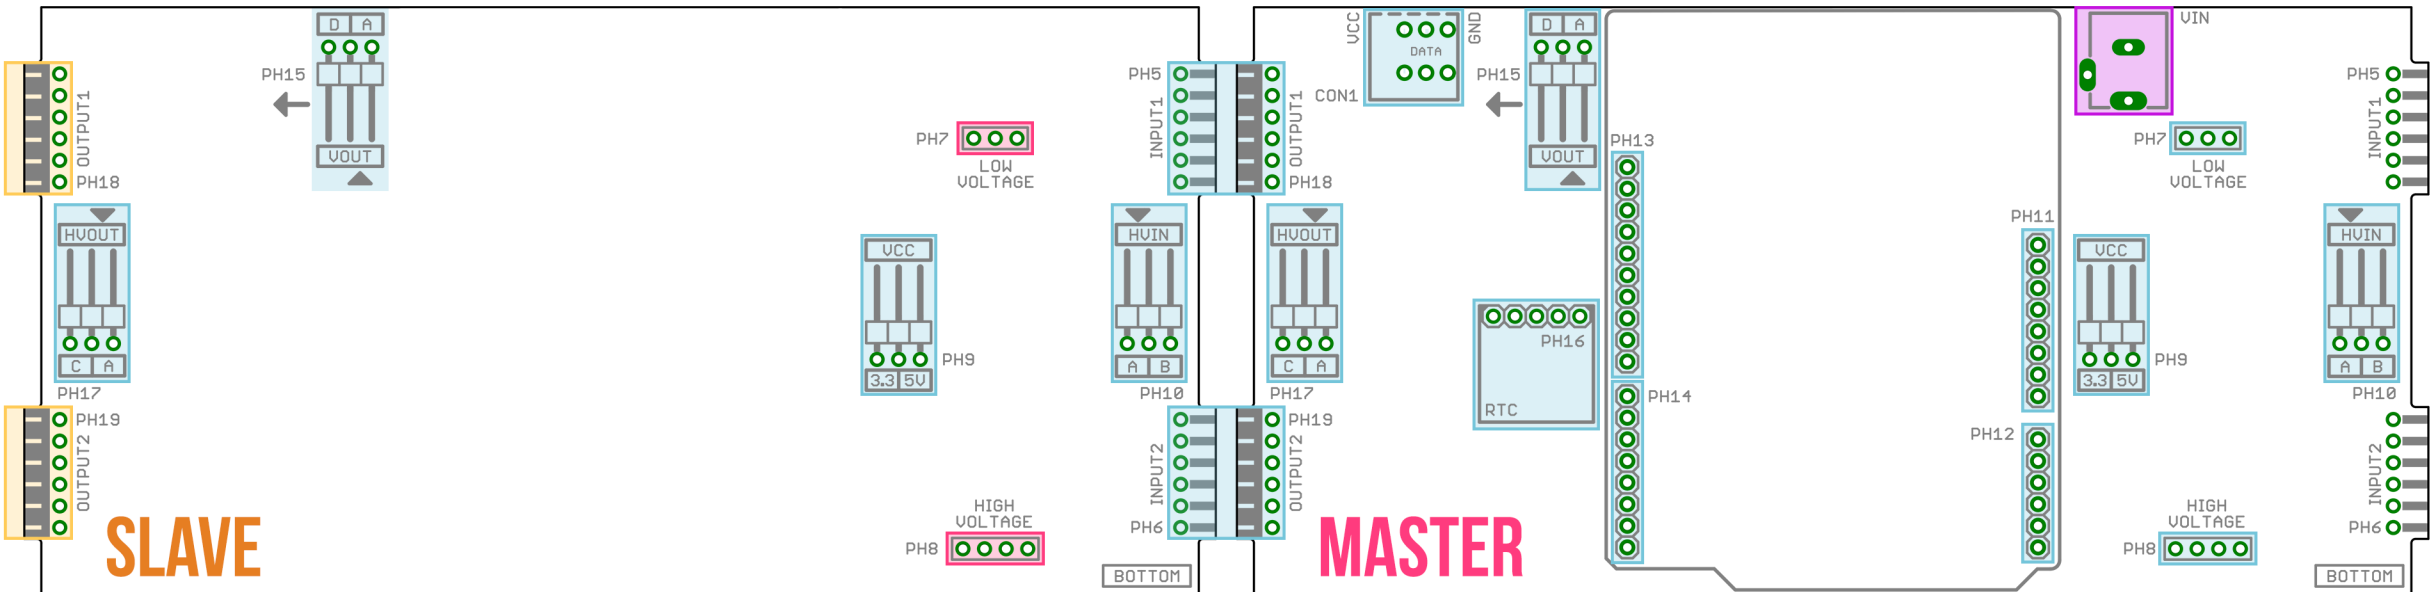 D A
PH15
VOUT
OUTPUT1
PH18
HVOUT
C A
PH17
PH19
OUTPUT2
SLAVE
PH7
LOW
VOLTAGE
VCC
3.3 5V
PH9
HIGH
VOLTAGE
PH8
PH5
INPUT1
HVIN
A B
PH10
INPUT2
PH6
BOTTOM
OUTPUT1
PH18
HVOUT
C A
PH17
PH19
OUTPUT2
MASTER
VCC
GND
DATA
CON1
D A
PH15
VOUT
PH13
PH16
RTC
PH14
PH11
PH12
VIN
PH7
LOW
VOLTAGE
VCC
3.3 5V
PH9
HIGH
VOLTAGE
PH8
PH5
INPUT1
HVIN
A B
PH10
INPUT2
PH6
BOTTOM